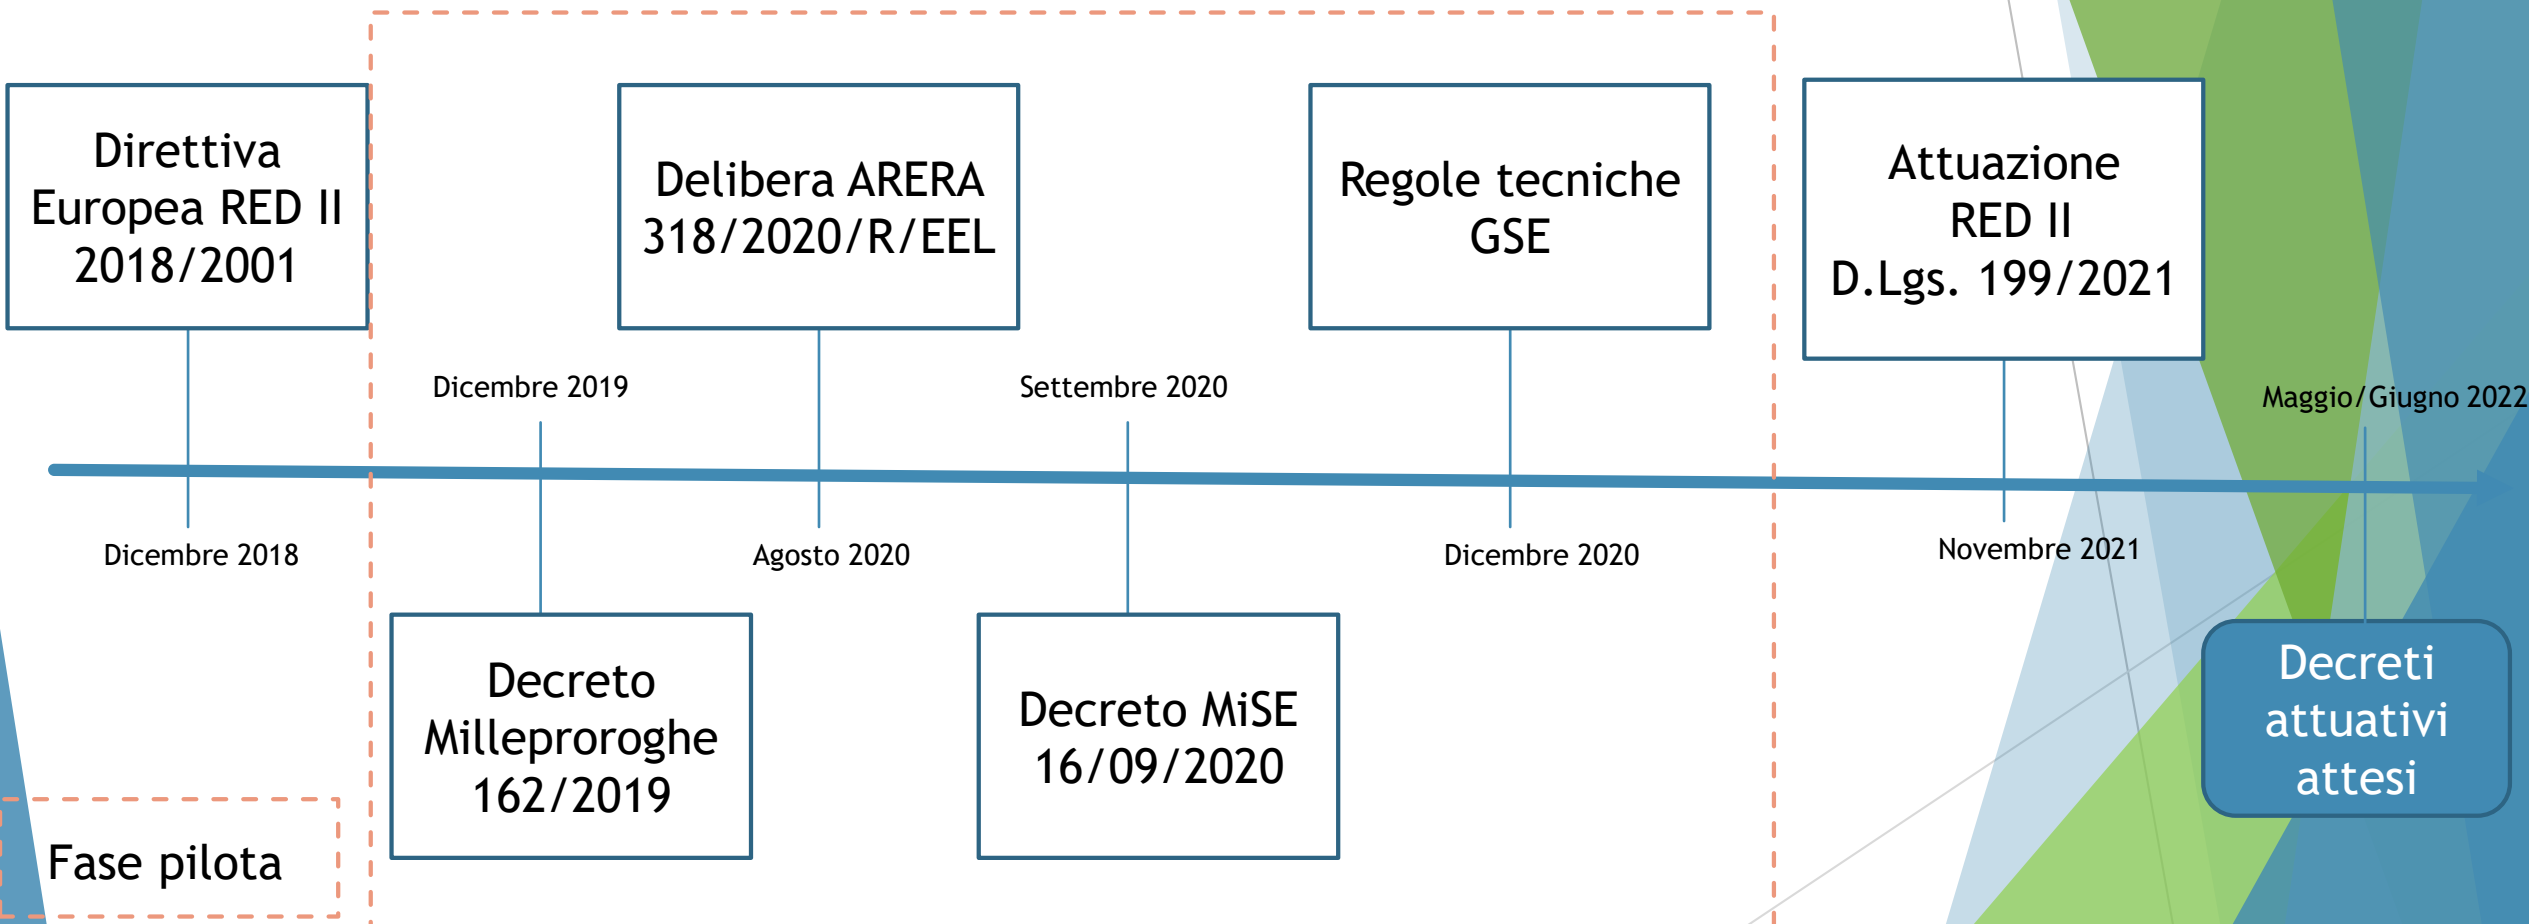 Direttiva
Europea RED II
2018/2001
Delibera ARERA
318/2020/R/EEL
Regole tecniche
GSE
Attuazione
RED II
D.Lgs. 199/2021
Dicembre 2019
Settembre 2020
Maggio/Giugno 2022
Dicembre 2018
Agosto 2020
Dicembre 2020
Novembre 2021
Decreto
Milleproroghe
162/2019
Decreto MiSE
16/09/2020
Decreti
attuativi
attesi
Fase pilota